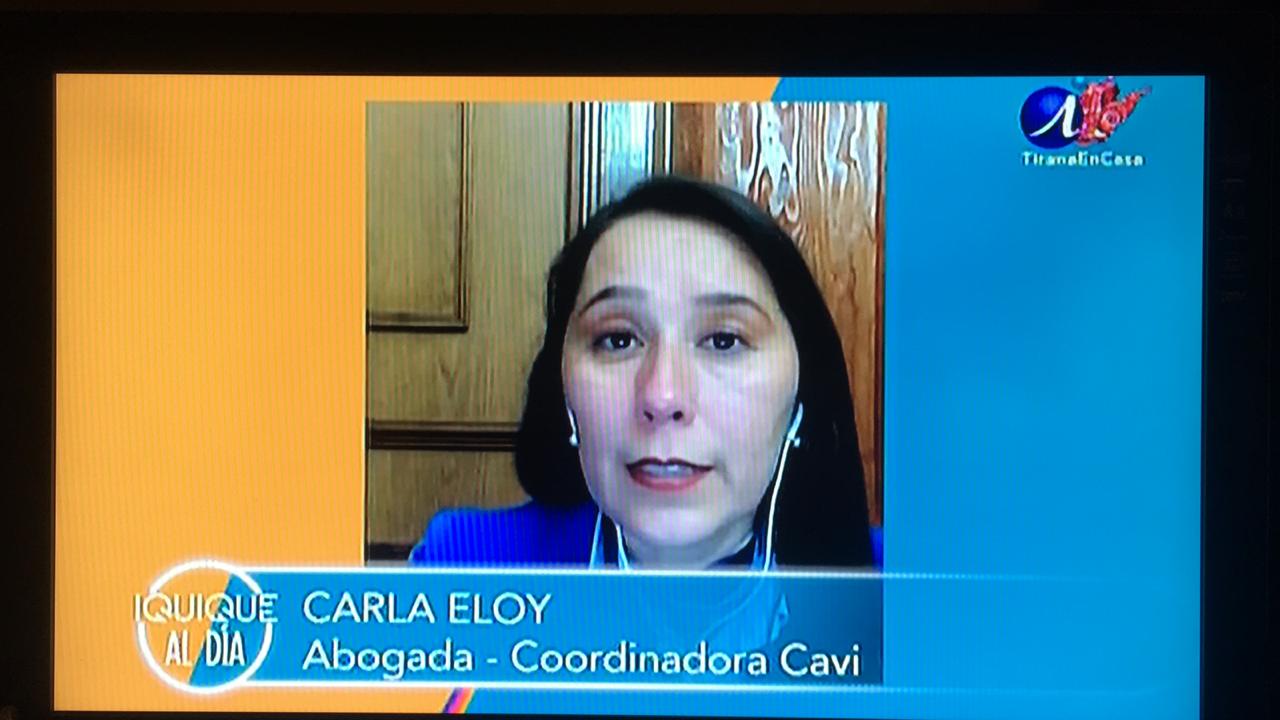 TiranaEnCasa
IQUIQUE
AL DÍA
CARLA ELOY
Abogada - Coordinadora Cavi